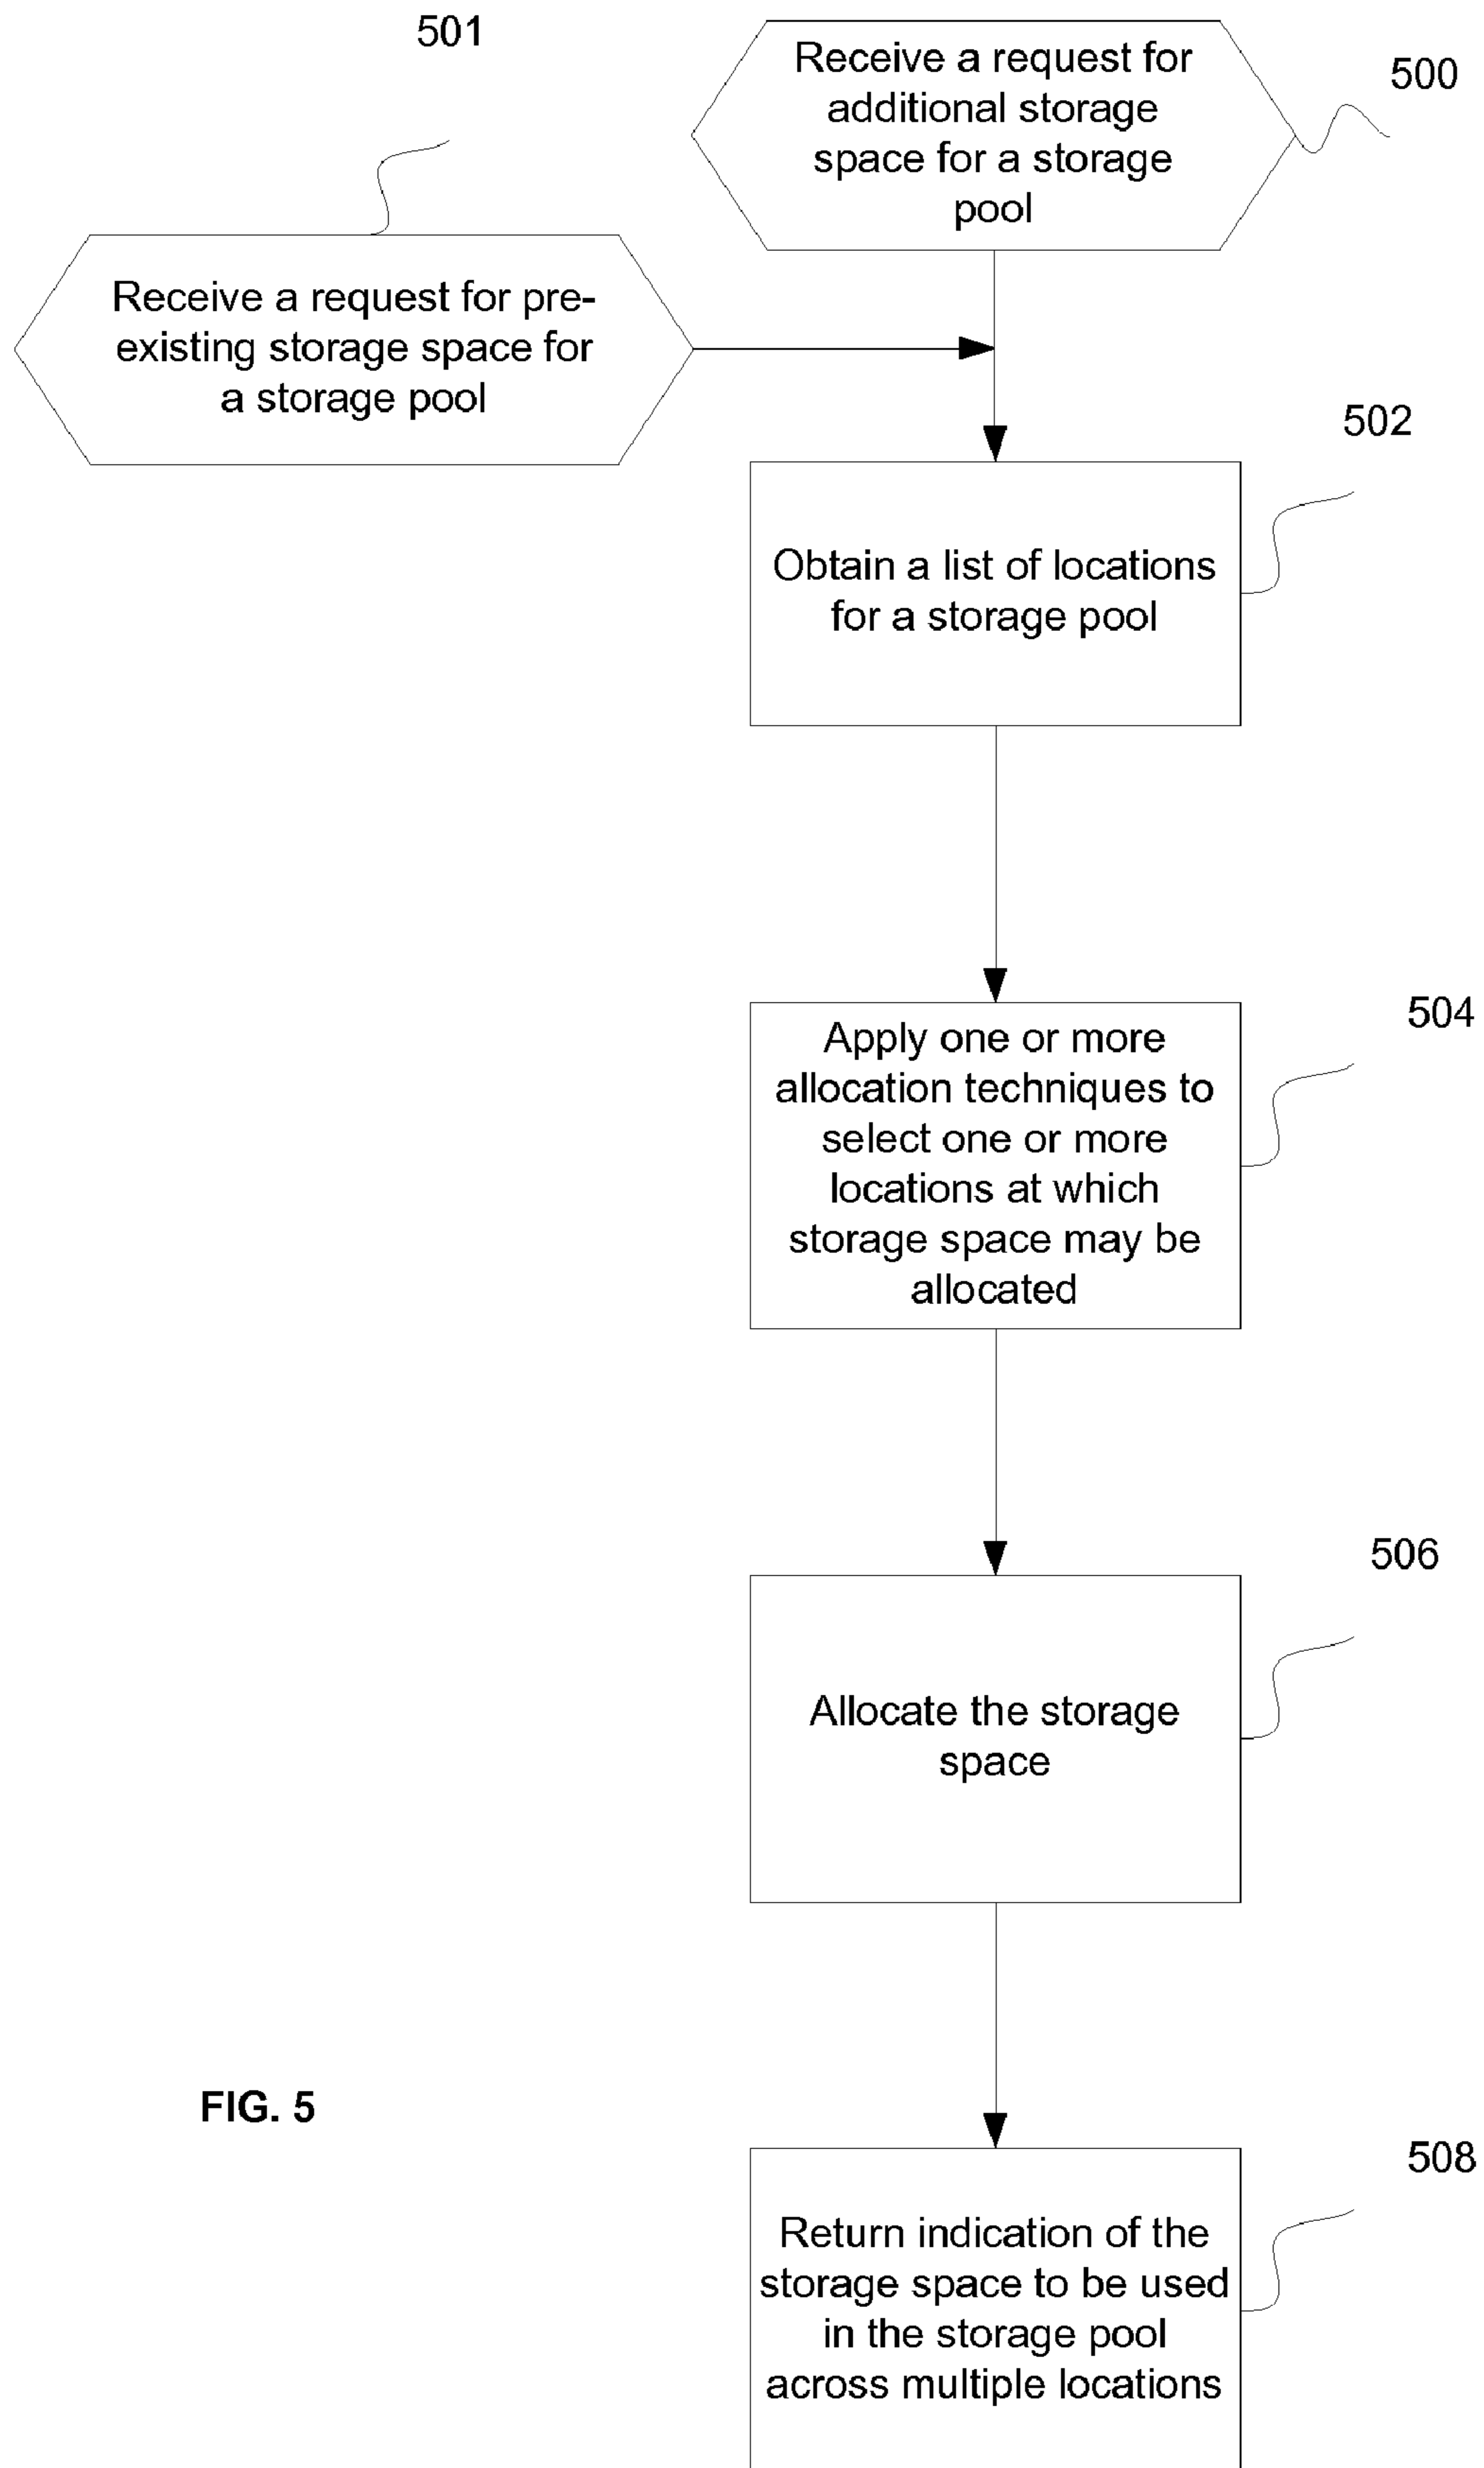 501
Receive a request for
additional storage
space for a storage
pool
500
Receive a request for pre-
existing storage space for
a storage pool
502
Obtain a list of locations
for a storage pool
504
Apply one or more
allocation techniques to
select one or more
locations at which
storage space may be
allocated
506
Allocate the storage
space
FIG. 5
508
Return indication of the
storage space to be used
in the storage pool
across multiple locations